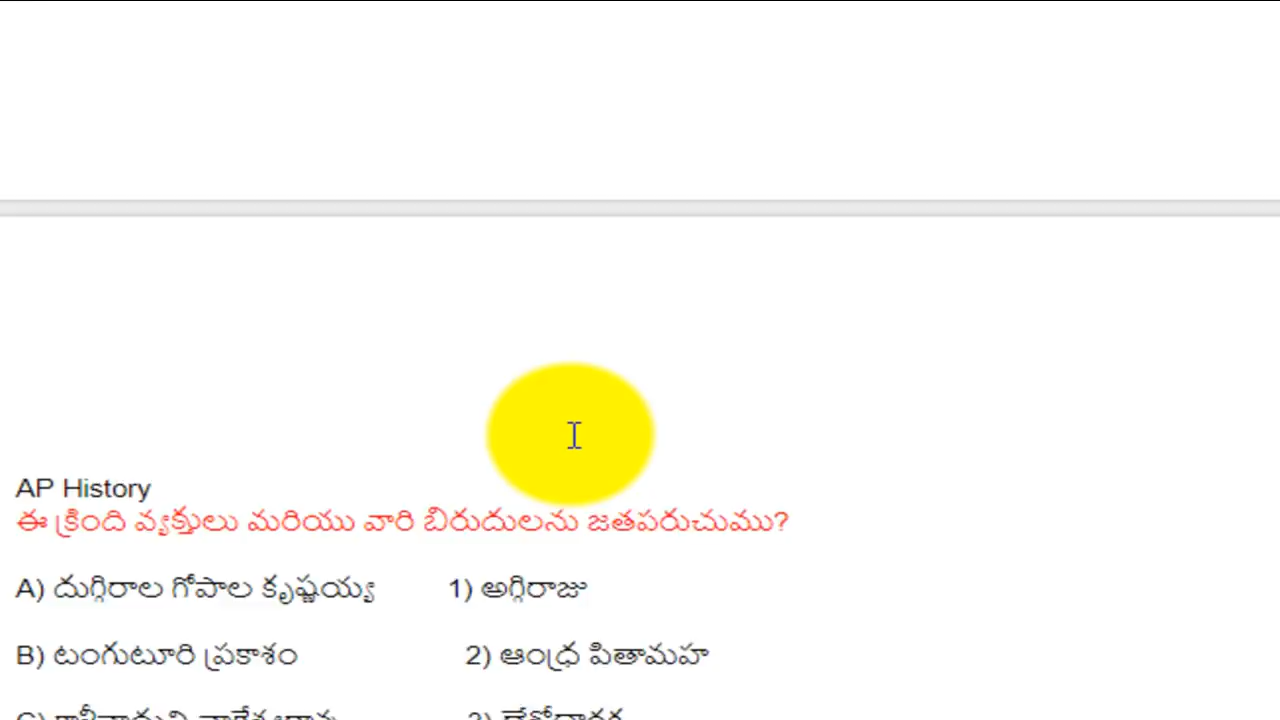 AP History
ఈ క్రింది వ్యక్తులు మరియు వారి బిరుదులను జతపరుచుము?
A) దుగ్గిరాల గోపాల కృష్ణయ్య 1) అగ్గిరాజు
B) టంగుటూరి ప్రకాశం 2) ఆంధ్ర పితామహ